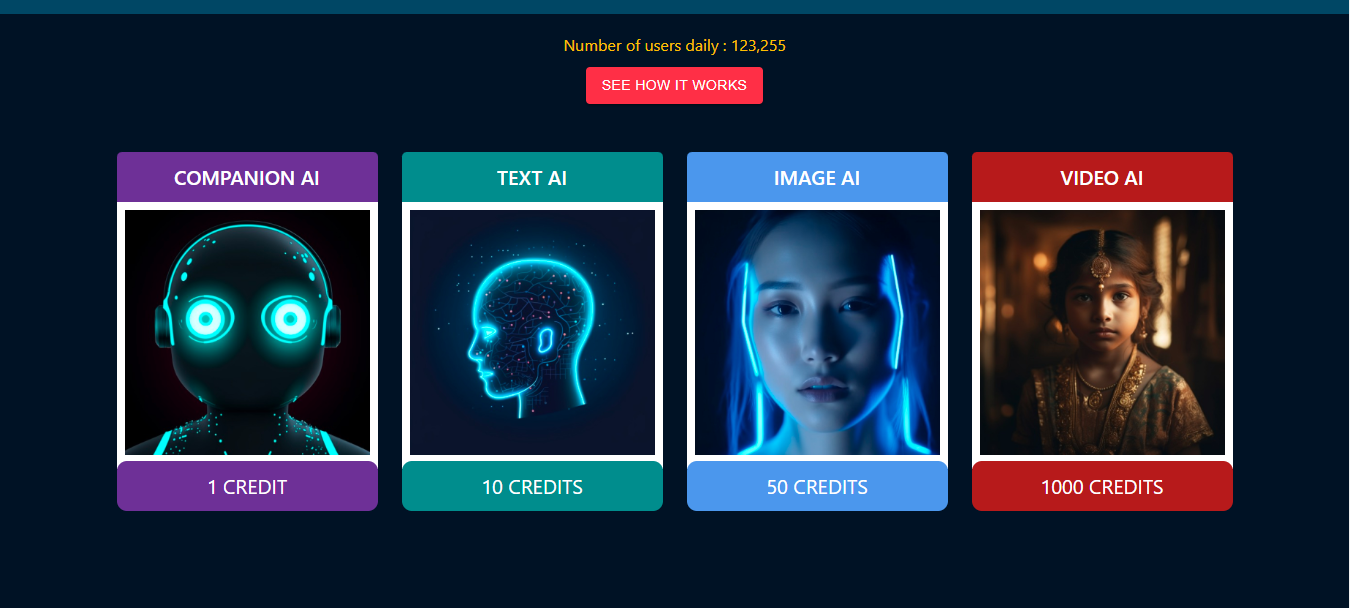 Number of users daily : 123,255
SEE HOW IT WORKS
COMPANION AI
TEXT AI
IMAGE AI
VIDEO AI
1 CREDIT
10 CREDITS
50 CREDITS
1000 CREDITS